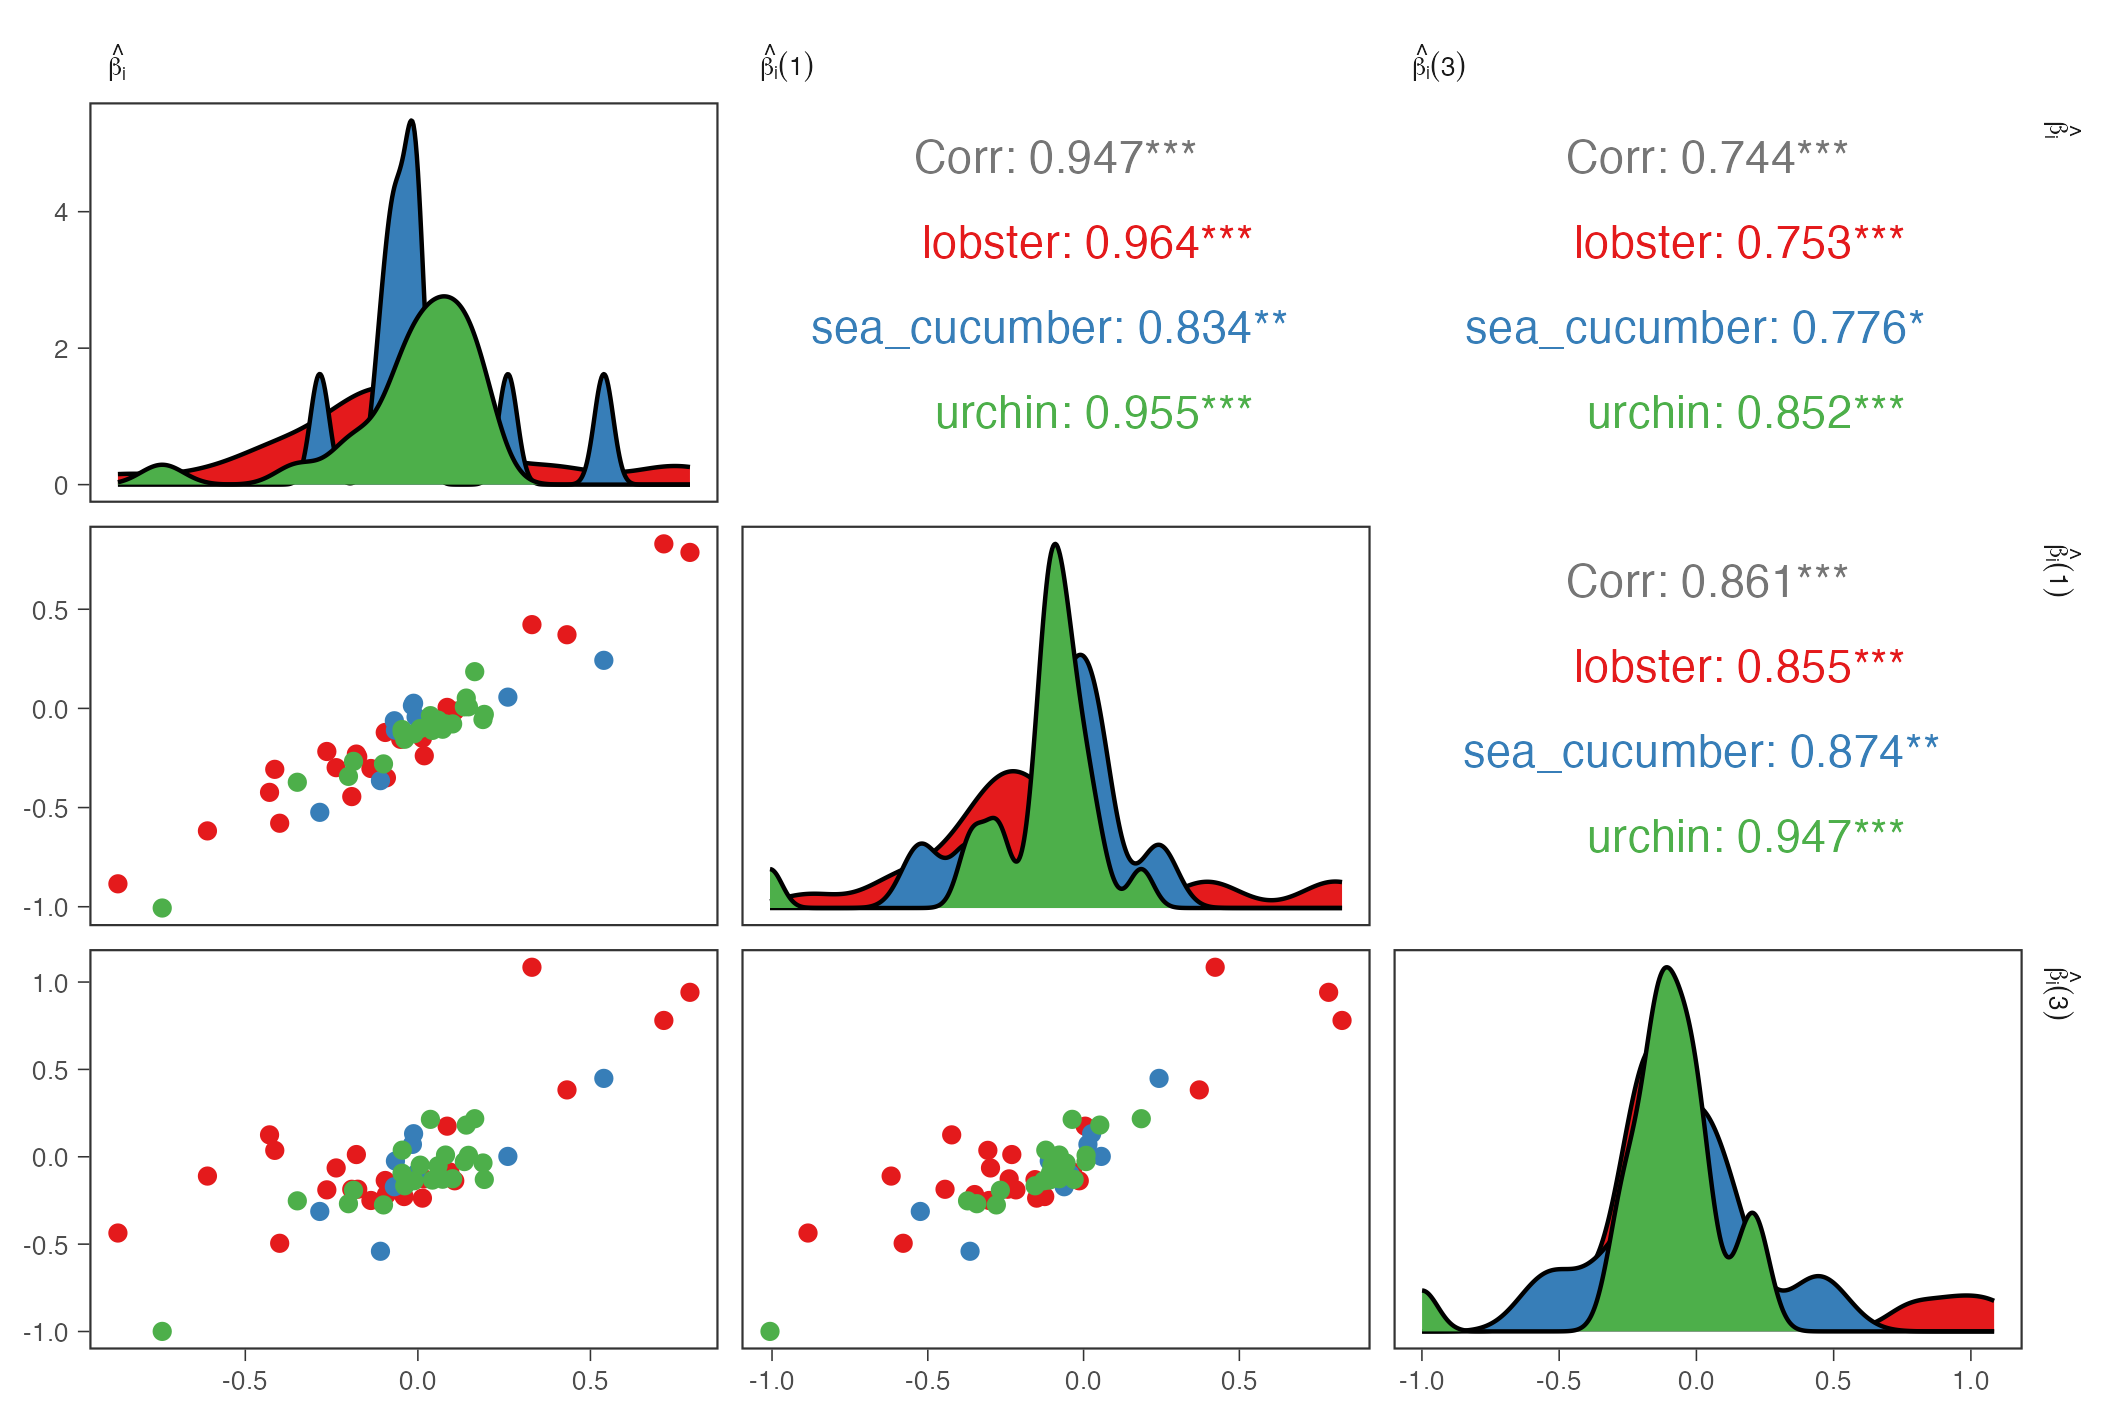 β̂i
β̂i(1)
β̂i(3)
4
2
0
Corr: 0.947***
lobster: 0.964***
sea_cucumber: 0.834**
urchin: 0.955***
Corr: 0.744***
lobster: 0.753***
sea_cucumber: 0.776*
urchin: 0.852***
β̂i
0.5
0.0
-0.5
-1.0
Corr: 0.861***
lobster: 0.855***
sea_cucumber: 0.874**
urchin: 0.947***
β̂i(1)
1.0
0.5
0.0
-0.5
-1.0
β̂i(3)
-0.5 0.0 0.5
-1.0 -0.5 0.0 0.5
-1.0 -0.5 0.0 0.5 1.0